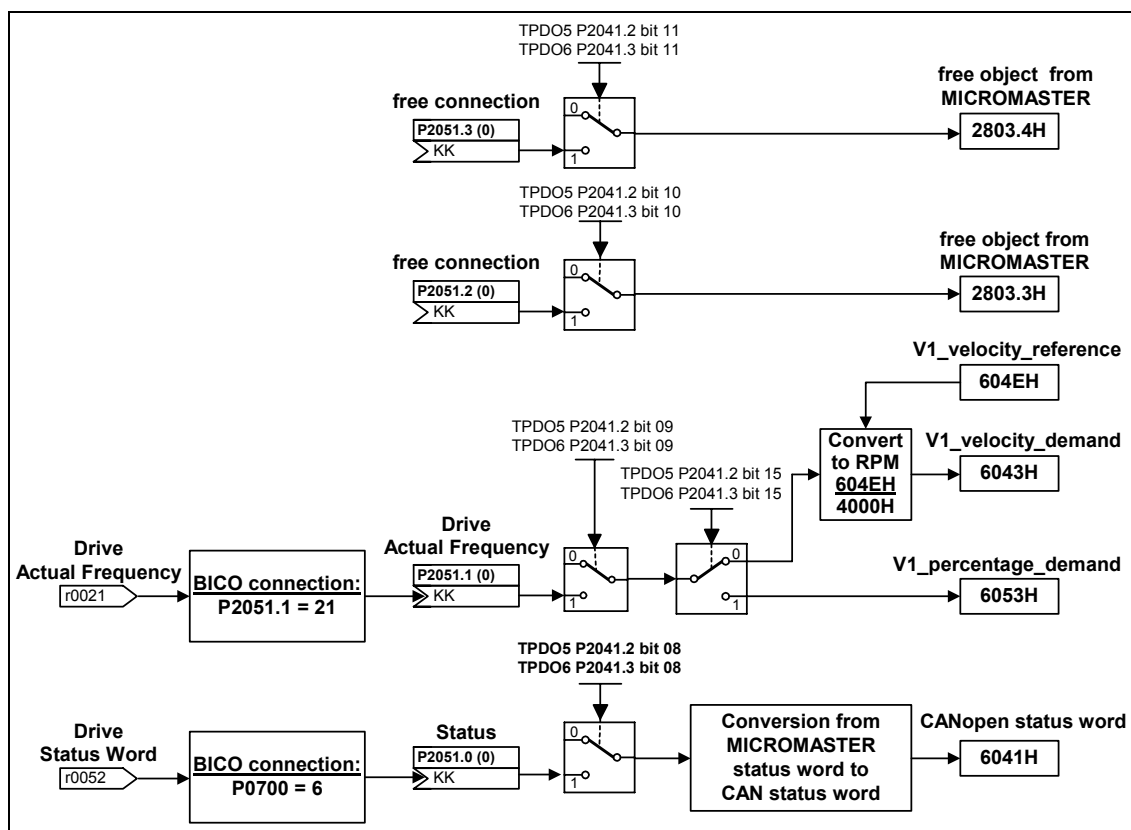 TPDO5 P2041.2 bit 11
TPDO6 P2041.3 bit 11
free object from
MICROMASTER
2803.4H
free connection
P2051.3 (0)
KK
0
1
TPDO5 P2041.2 bit 10
TPDO6 P2041.3 bit 10
free object from
MICROMASTER
2803.3H
free connection
P2051.2 (0)
KK
0
1
V1_velocity_reference
604EH
TPDO5 P2041.2 bit 09
TPDO6 P2041.3 bit 09
TPDO5 P2041.2 bit 15
TPDO6 P2041.3 bit 15
Convert
to RPM
604EH
4000H
V1_velocity_demand
6043H
Drive
Actual Frequency
r0021
BICO connection:
P2051.1 = 21
Drive
Actual Frequency
P2051.1 (0)
KK
0
1
0
1
V1_percentage_demand
6053H
TPDO5 P2041.2 bit 08
TPDO6 P2041.3 bit 08
Drive
Status Word
r0052
BICO connection:
P0700 = 6
Status
P2051.0 (0)
KK
0
1
Conversion from
MICROMASTER
status word to
CAN status word
CANopen status word
6041H